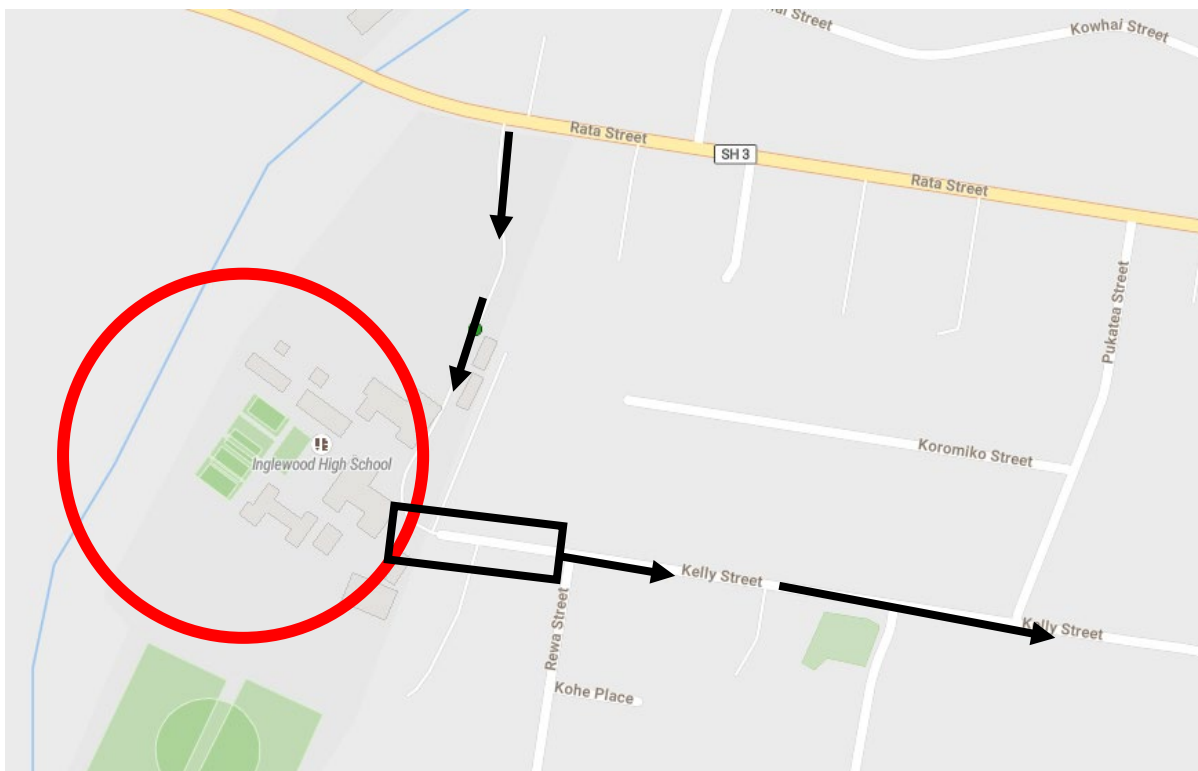 Street
Kowhai Street
Rata Street
SH 3
Rata Street
Pukatea Street
Koromiko Street
Inglewood High School
Kelly Street
Kelly Street
Rewa Street
Kohe Place